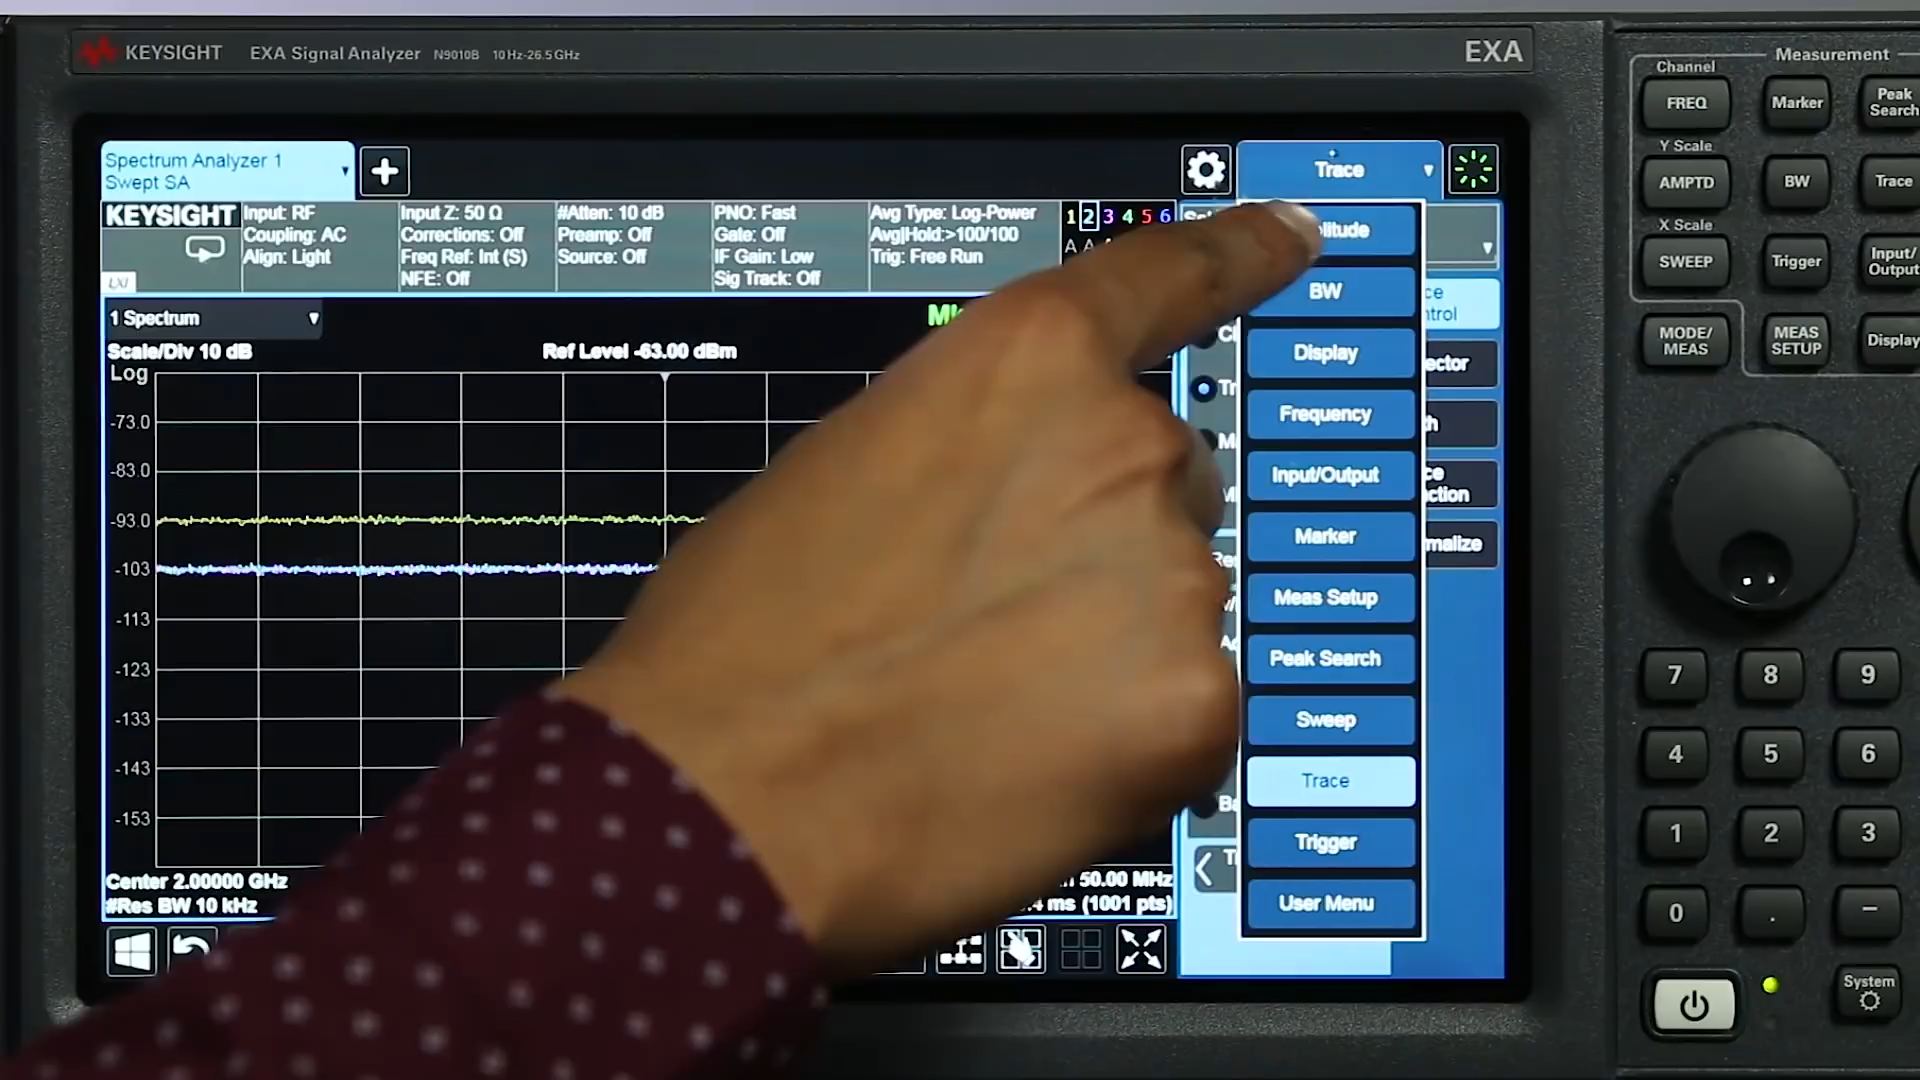 KEYSIGHT EXA Signal Analyzer N9010B 10 Hz-26.5 GHz EXA
Spectrum Analyzer 1
Swept SA
Trace
KEYSIGHT
LXI
Input: RF
Coupling: AC
Align: Light
Input Z: 50 Ω
Corrections: Off
Freq Ref: Int (S)
NFE: Off
#Atten: 10 dB
Preamp: Off
Source: Off
PNO: Fast
Gate: Off
IF Gain: Low
Sig Track: Off
Avg Type: Log-Power
Avg|Hold:>100/100
Trig: Free Run
1 2 3 4 5 6
A A
1 Spectrum
Scale/Div 10 dB
Ref Level -63.00 dBm
Log
-73.0
-83.0
-93.0
-103
-113
-123
-133
-143
-153
Center 2.00000 GHz
#Res BW 10 kHz
50.00 MHz
ms (1001 pts)
BW
Display
Frequency
Input/Output
Marker
Meas Setup
Peak Search
Sweep
Trace
Trigger
User Menu
Measurement
Channel
FREQ
Marker
Peak
Search
Y Scale
AMPTD
BW
Trace
X Scale
SWEEP
Trigger
Input/
Output
MODE/
MEAS
MEAS
SETUP
Display
7 8 9
4 5 6
1 2 3
0 . −
System